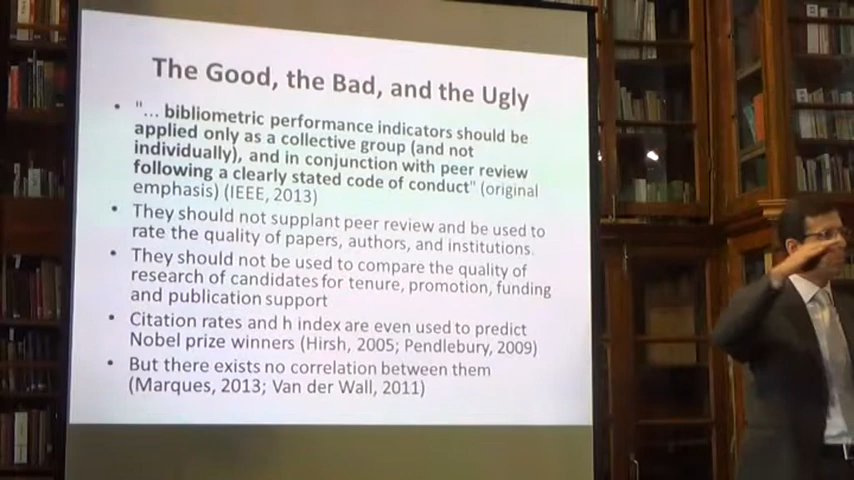 The Good, the Bad, and the Ugly
• "... bibliometric performance indicators should be
applied only as a collective group (and not
individually), and in conjunction with peer review
following a clearly stated code of conduct" (original
emphasis) (IEEE, 2013)
• They should not supplant peer review and be used to
rate the quality of papers, authors, and institutions.
• They should not be used to compare the quality of
research of candidates for tenure, promotion, funding
and publication support
• Citation rates and h index are even used to predict
Nobel prize winners (Hirsh, 2005; Pendlebury, 2009)
• But there exists no correlation between them
(Marques, 2013; Van der Wall, 2011)